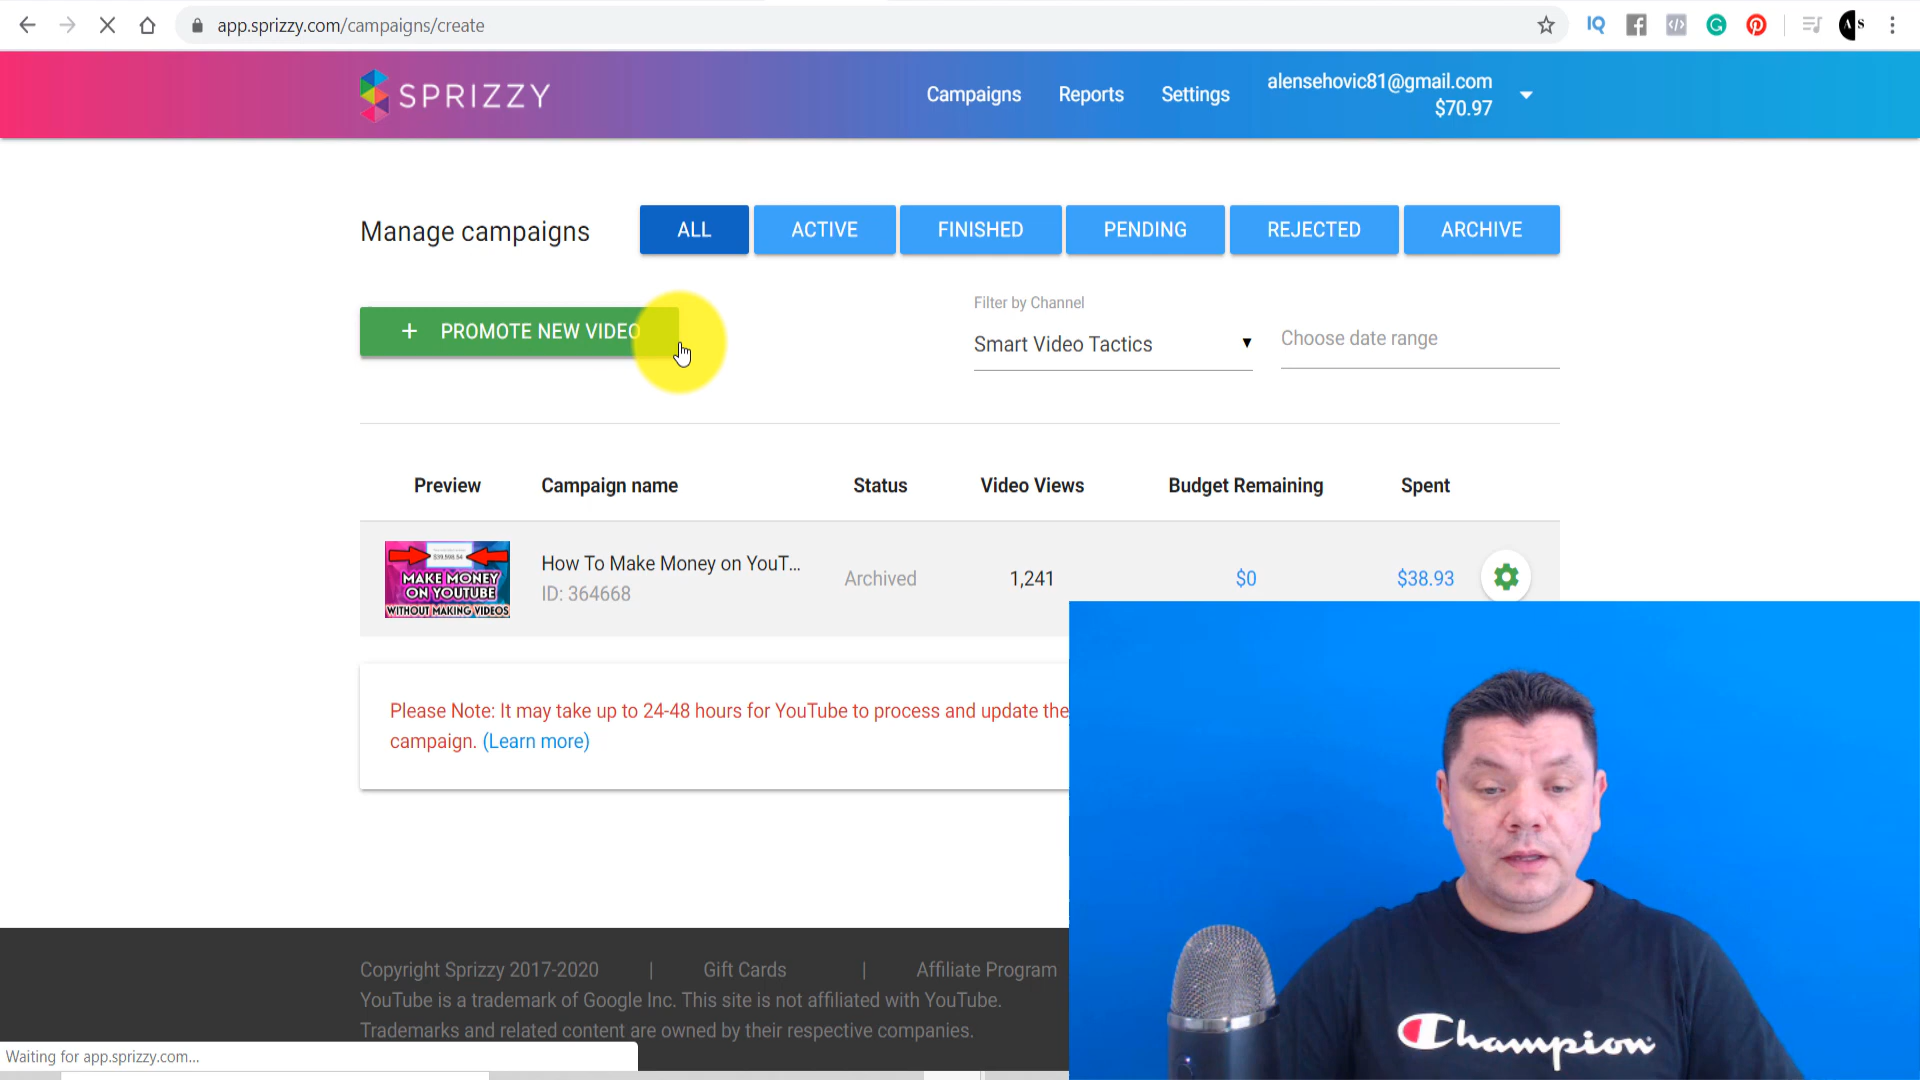 app.sprizzy.com/campaigns/create
SPRIZZY
Campaigns Reports Settings
alensehovic81@gmail.com
$70.97
Manage campaigns
ALL ACTIVE FINISHED PENDING REJECTED ARCHIVE
+ PROMOTE NEW VIDEO
Filter by Channel
Smart Video Tactics
Choose date range
Preview Campaign name Status Video Views Budget Remaining Spent
MAKE MONEY
ON YOUTUBE
WITHOUT MAKING VIDEOS
How To Make Money on YouT...
ID: 364668
Archived 1,241 $0 $38.93
Please Note: It may take up to 24-48 hours for YouTube to process and update the
campaign. (Learn more)
Copyright Sprizzy 2017-2020 | Gift Cards | Affiliate Program
YouTube is a trademark of Google Inc. This site is not affiliated with YouTube.
Trademarks and related content are owned by their respective companies.
Waiting for app.sprizzy.com...
Champion